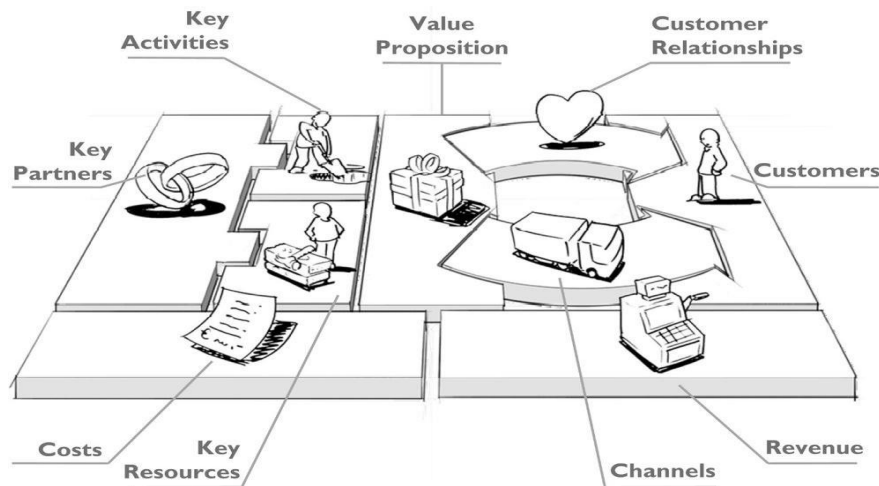 Key
Activities
Value
Proposition
Customer
Relationships
Key
Partners
Customers
Costs
Key
Resources
Channels
Revenue